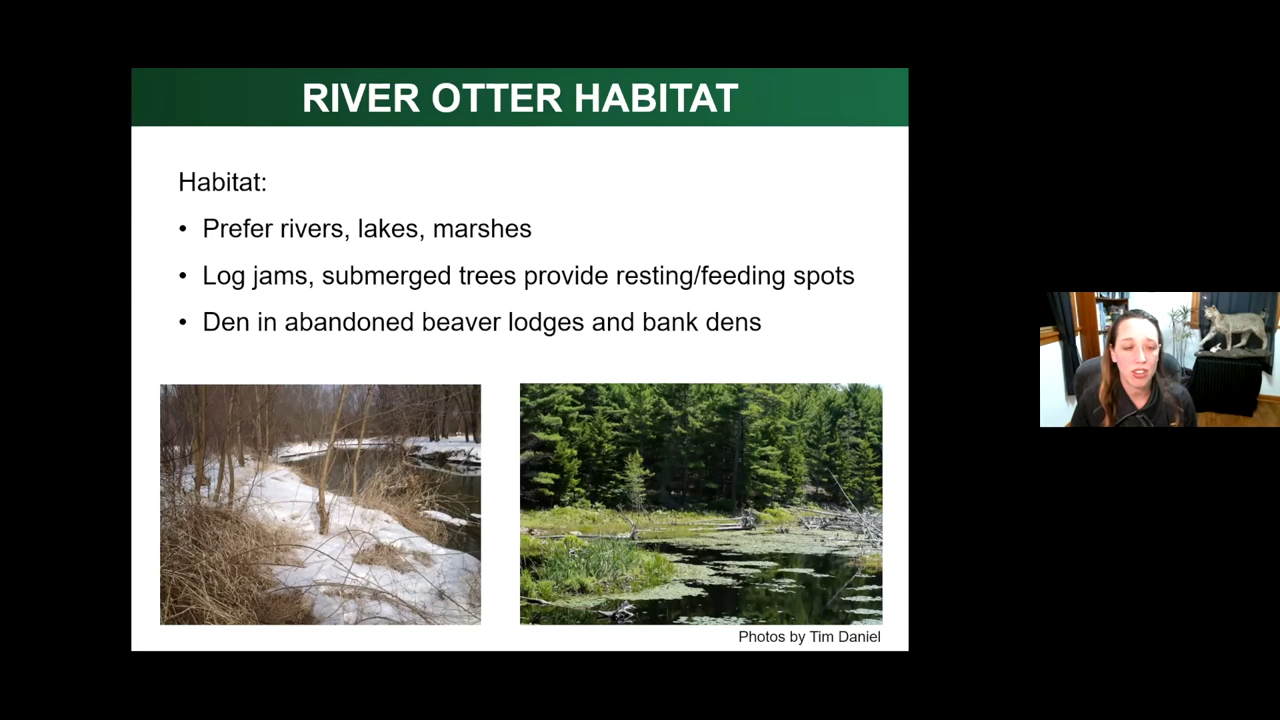 RIVER OTTER HABITAT
Habitat:
• Prefer rivers, lakes, marshes
• Log jams, submerged trees provide resting/feeding spots
• Den in abandoned beaver lodges and bank dens
Photos by Tim Daniel